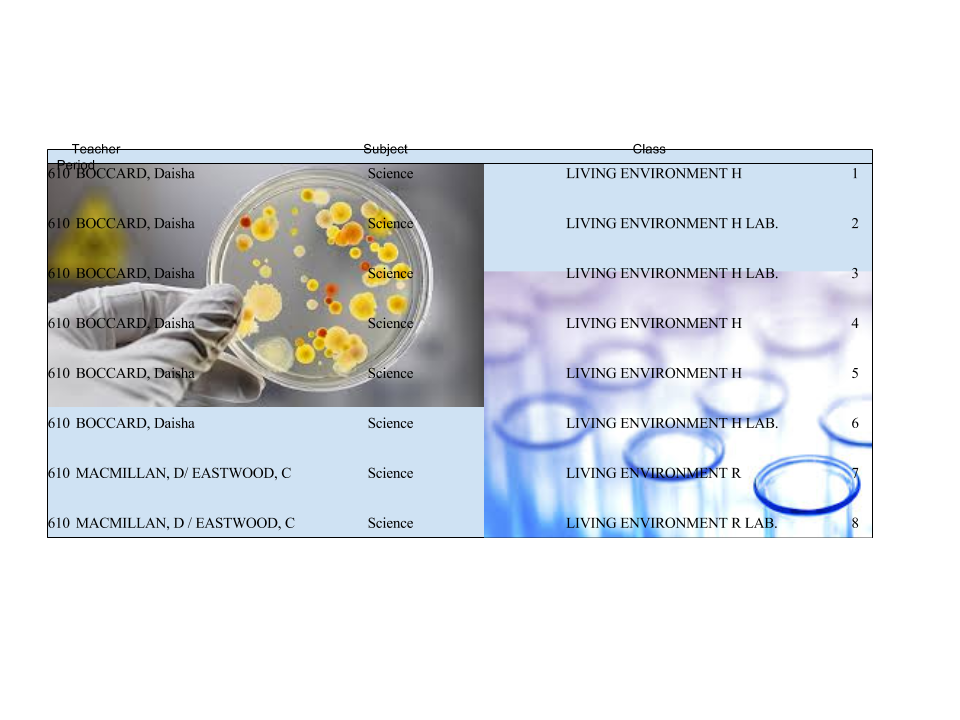 Teacher Subject Class
Period
610 BOCCARD, Daisha Science LIVING ENVIRONMENT H 1
610 BOCCARD, Daisha Science LIVING ENVIRONMENT H LAB. 2
610 BOCCARD, Daisha Science LIVING ENVIRONMENT H LAB. 3
610 BOCCARD, Daisha Science LIVING ENVIRONMENT H 4
610 BOCCARD, Daisha Science LIVING ENVIRONMENT H 5
610 BOCCARD, Daisha Science LIVING ENVIRONMENT H LAB. 6
610 MACMILLAN, D/ EASTWOOD, C Science LIVING ENVIRONMENT R 7
610 MACMILLAN, D / EASTWOOD, C Science LIVING ENVIRONMENT R LAB. 8